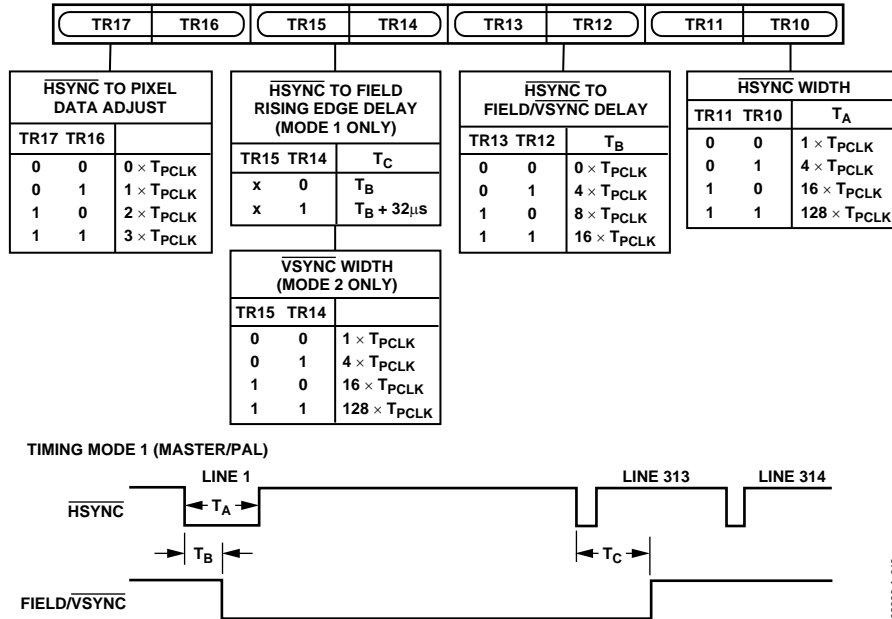 TR17 TR16 TR15 TR14 TR13 TR12 TR11 TR10
HSYNC TO PIXEL
DATA ADJUST
TR17 TR16
0 0 0 × TPCLK
0 1 1 × TPCLK
1 0 2 × TPCLK
1 1 3 × TPCLK
HSYNC TO FIELD
RISING EDGE DELAY
(MODE 1 ONLY)
TR15 TR14 TC
x 0 TB
x 1 TB + 32μs
VSYNC WIDTH
(MODE 2 ONLY)
TR15 TR14
0 0 1 × TPCLK
0 1 4 × TPCLK
1 0 16 × TPCLK
1 1 128 × TPCLK
HSYNC TO
FIELD/VSYNC DELAY
TR13 TR12 TB
0 0 0 × TPCLK
0 1 4 × TPCLK
1 0 8 × TPCLK
1 1 16 × TPCLK
HSYNC WIDTH
TR11 TR10 TA
0 0 1 × TPCLK
0 1 4 × TPCLK
1 0 16 × TPCLK
1 1 128 × TPCLK
TIMING MODE 1 (MASTER/PAL)
LINE 1 LINE 313 LINE 314
HSYNC
TA
TB
TC
FIELD/VSYNC